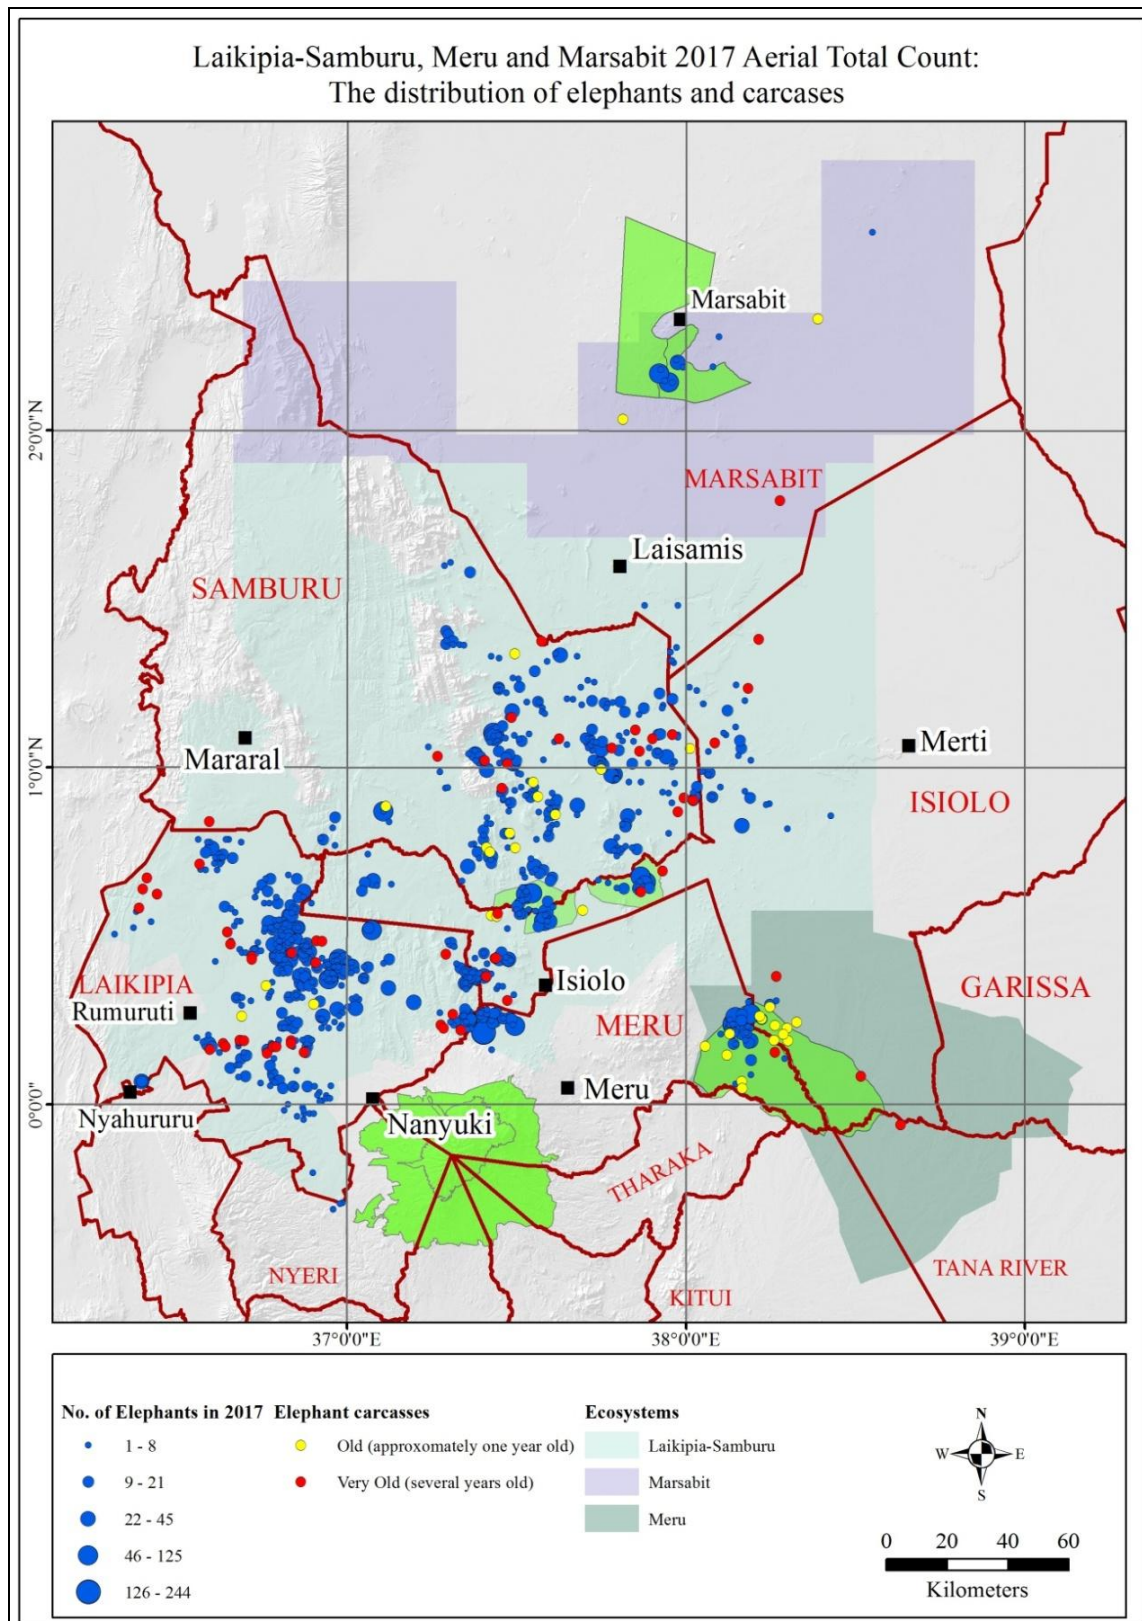 Laikipia-Samburu, Meru and Marsabit 2017 Aerial Total Count:
The distribution of elephants and carcases
Marsabit
2°0'0"N
MARSABIT
Laisamis
SAMBURU
Mararal
Merti
1°0'0"N
ISIOLO
LAIKIPIA
Rumuruti
Isiolo
GARISSA
MERU
Meru
0°0'0"
Nyahururu
Nanyuki
THARAKA
NYERI
KITUI
TANA RIVER
37°0'0"E
38°0'0"E
39°0'0"E
No. of Elephants in 2017
1 - 8
9 - 21
22 - 45
46 - 125
126 - 244
Elephant carcasses
Old (approxomately one year old)
Very Old (several years old)
Ecosystems
Laikipia-Samburu
Marsabit
Meru
N
W E
S
0 20 40 60
Kilometers